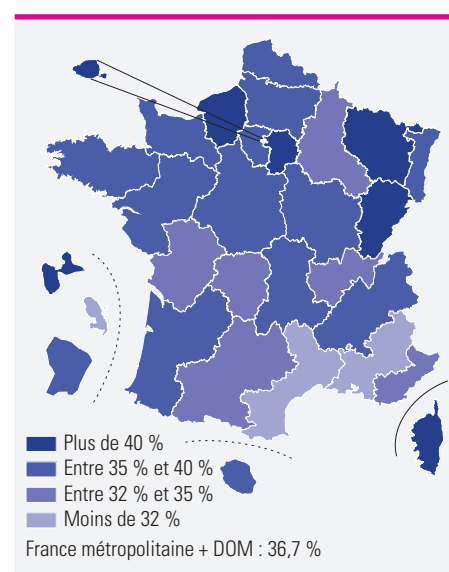 Plus de 40 %
Entre 35 % et 40 %
Entre 32 % et 35 %
Moins de 32 %
France métropolitaine + DOM : 36,7 %